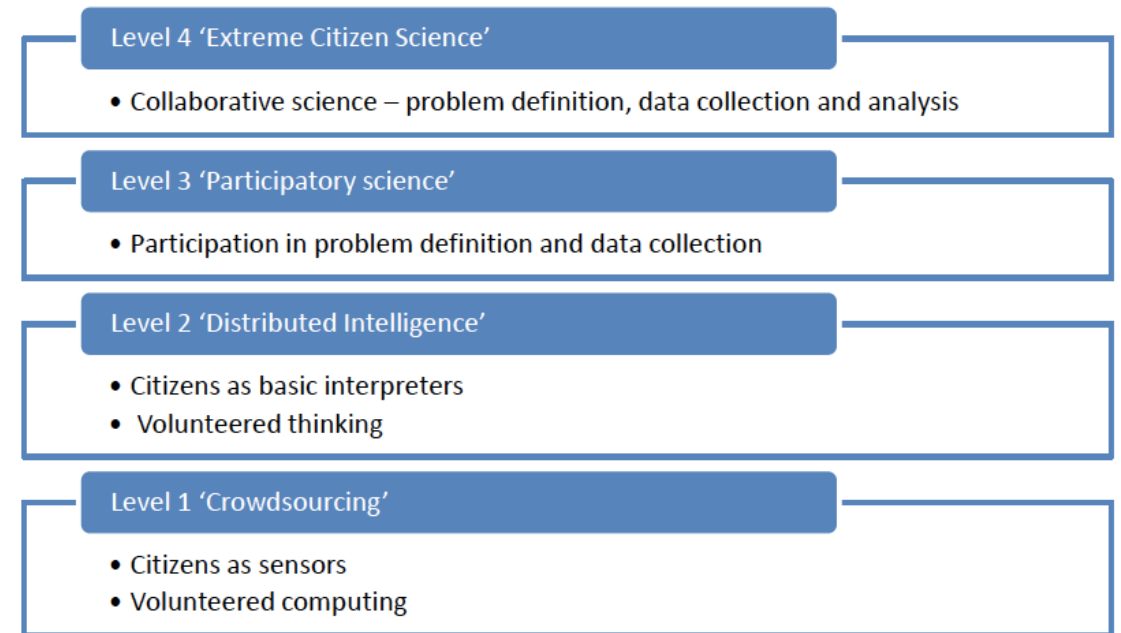 Level 4 ‘Extreme Citizen Science’
• Collaborative science – problem definition, data collection and analysis
Level 3 ‘Participatory science’
• Participation in problem definition and data collection
Level 2 ‘Distributed Intelligence’
• Citizens as basic interpreters
• Volunteered thinking
Level 1 ‘Crowdsourcing’
• Citizens as sensors
• Volunteered computing